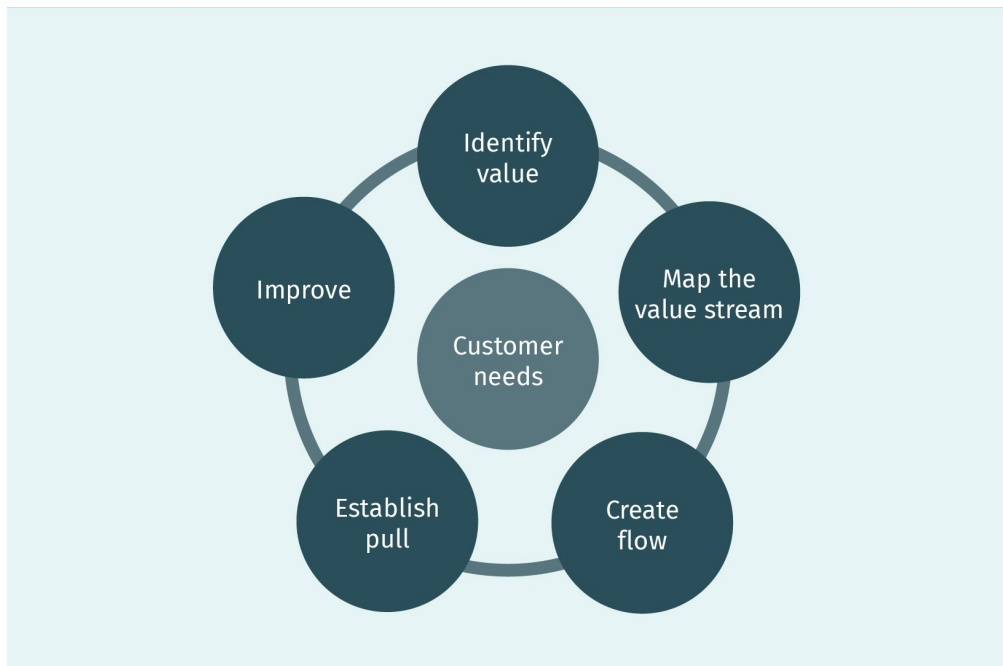 Identify
value
Map the
value stream
Create
flow
Establish
pull
Improve
Customer
needs